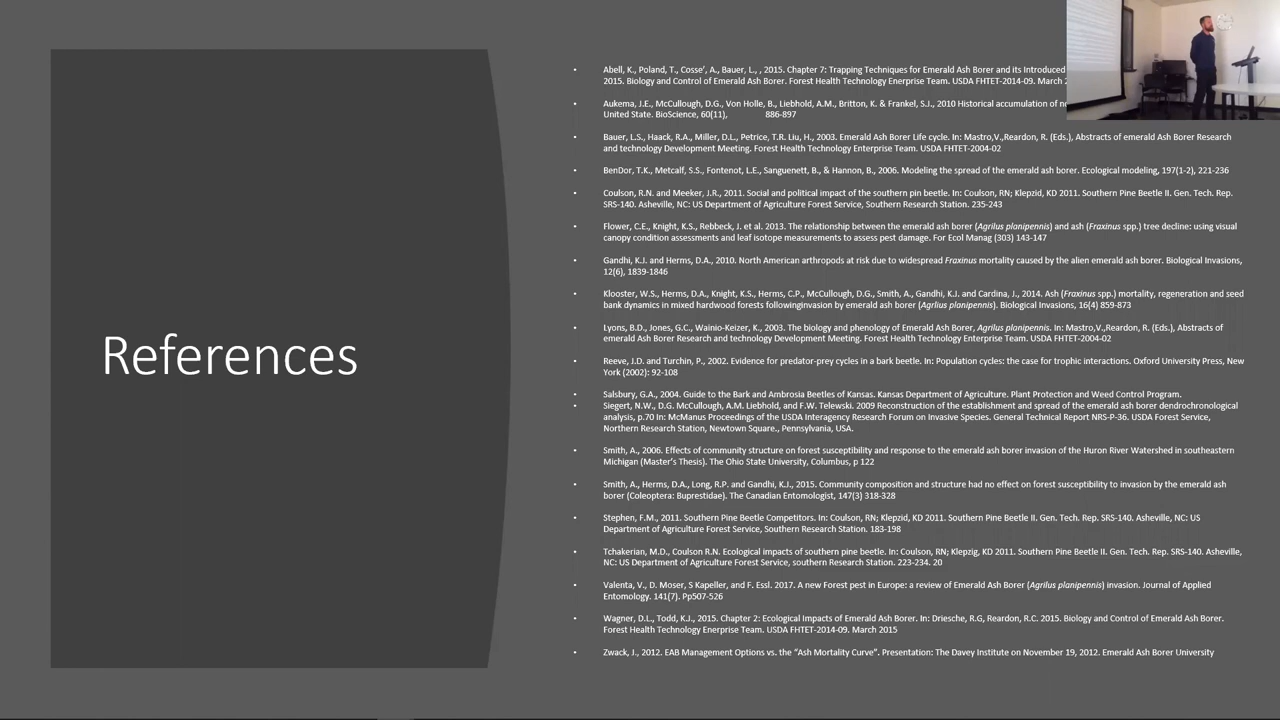 References
Abell, K., Poland, T., Cosse', A., Bauer, L., , 2015. Chapter 7: Trapping Techniques for Emerald Ash Borer and its Introduced
2015. Biology and Control of Emerald Ash Borer. Forest Health Technology Enerprise Team. USDA FHTET-2014-09. March
Aukema, J.E., McCullough, D.G., Von Holle, B., Liebhold, A.M., Britton, K. & Frankel, S.J., 2010 Historical accumulation of
United State. BioScience, 60(11), 886-897
Bauer, L.S., Haack, R.A., Miller, D.L., Petrice, T.R. Liu, H., 2003. Emerald Ash Borer Life cycle. In: Mastro,V.,Reardon, R. (Eds.), Abstracts of emerald Ash Borer Research
and technology Development Meeting. Forest Health Technology Enterprise Team. USDA FHTET-2004-02
BenDor, T.K., Metcalf, S.S., Fontenot, L.E., Sanguenett, B., & Hannon, B., 2006. Modeling the spread of the emerald ash borer. Ecological modeling, 197(1-2), 221-236
Coulson, R.N. and Meeker, J.R., 2011. Social and political impact of the southern pin beetle. In: Coulson, RN; Klepzid, KD 2011. Southern Pine Beetle II. Gen. Tech. Rep.
SRS-140. Asheville, NC: US Department of Agriculture Forest Service, Southern Research Station. 235-243
Flower, C.E., Knight, K.S., Rebbeck, J. et al. 2013. The relationship between the emerald ash borer (Agrilus planipennis) and ash (Fraxinus spp.) tree decline: using visual
canopy condition assessments and leaf isotope measurements to assess pest damage. For Ecol Manag (303) 143-147
Gandhi, K.J. and Herms, D.A., 2010. North American arthropods at risk due to widespread Fraxinus mortality caused by the alien emerald ash borer. Biological Invasions,
12(6), 1839-1846
Klooster, W.S., Herms, D.A., Knight, K.S., Herms, C.P., McCullough, D.G., Smith, A., Gandhi, K.J. and Cardina, J., 2014. Ash (Fraxinus spp.) mortality, regeneration and seed
bank dynamics in mixed hardwood forests followinginvasion by emerald ash borer (Agrlius planipennis). Biological Invasions, 16(4) 859-873
Lyons, B.D., Jones, G.C., Wainio-Keizer, K., 2003. The biology and phenology of Emerald Ash Borer, Agrilus planipennis. In: Mastro,V.,Reardon, R. (Eds.), Abstracts of
emerald Ash Borer Research and technology Development Meeting. Forest Health Technology Enterprise Team. USDA FHTET-2004-02
Reeve, J.D. and Turchin, P., 2002. Evidence for predator-prey cycles in a bark beetle. In: Population cycles: the case for trophic interactions. Oxford University Press, New
York (2002): 92-108
Salsbury, G.A., 2004. Guide to the Bark and Ambrosia Beetles of Kansas. Kansas Department of Agriculture. Plant Protection and Weed Control Program.
Siegert, N.W., D.G. McCullough, A.M. Liebhold, and F.W. Telewski. 2009 Reconstruction of the establishment and spread of the emerald ash borer dendrochronological
analysis, p.70 In: McManus Proceedings of the USDA Interagency Research Forum on Invasive Species. General Technical Report NRS-P-36. USDA Forest Service,
Northern Research Station, Newtown Square., Pennsylvania, USA.
Smith, A., 2006. Effects of community structure on forest susceptibility and response to the emerald ash borer invasion of the Huron River Watershed in southeastern
Michigan (Master's Thesis). The Ohio State University, Columbus, p 122
Smith, A., Herms, D.A., Long, R.P. and Gandhi, K.J., 2015. Community composition and structure had no effect on forest susceptibility to invasion by the emerald ash
borer (Coleoptera: Buprestidae). The Canadian Entomologist, 147(3) 318-328
Stephen, F.M., 2011. Southern Pine Beetle Competitors. In: Coulson, RN; Klepzid, KD 2011. Southern Pine Beetle II. Gen. Tech. Rep. SRS-140. Asheville, NC: US
Department of Agriculture Forest Service, Southern Research Station. 183-198
Tchakerian, M.D., Coulson R.N. Ecological impacts of southern pine beetle. In: Coulson, RN; Klepzig, KD 2011. Southern Pine Beetle II. Gen. Tech. Rep. SRS-140. Asheville,
NC: US Department of Agriculture Forest Service, southern Research Station. 223-234. 20
Valenta, V., D. Moser, S Kapeller, and F. Essl. 2017. A new Forest pest in Europe: a review of Emerald Ash Borer (Agrilus planipennis) invasion. Journal of Applied
Entomology. 141(7). Pp507-526
Wagner, D.L., Todd, K.J., 2015. Chapter 2: Ecological Impacts of Emerald Ash Borer. In: Driesche, R.G, Reardon, R.C. 2015. Biology and Control of Emerald Ash Borer.
Forest Health Technology Enerprise Team. USDA FHTET-2014-09. March 2015
Zwack, J., 2012. EAB Management Options vs. the "Ash Mortality Curve". Presentation: The Davey Institute on November 19, 2012. Emerald Ash Borer University